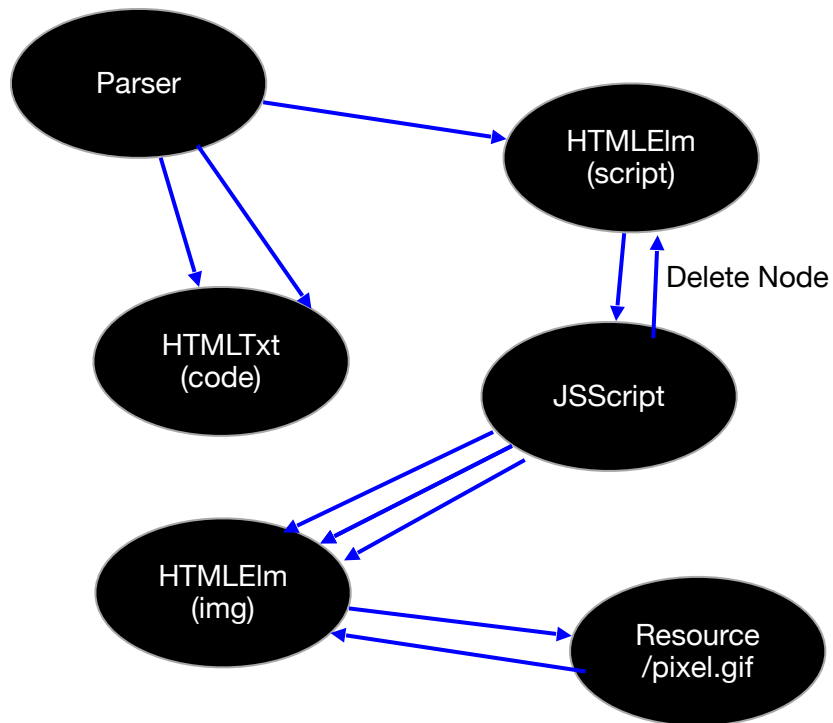 Parser
HTMLElm
(script)
Delete Node
HTMLTxt
(code)
JSScript
HTMLElm
(img)
Resource
/pixel.gif